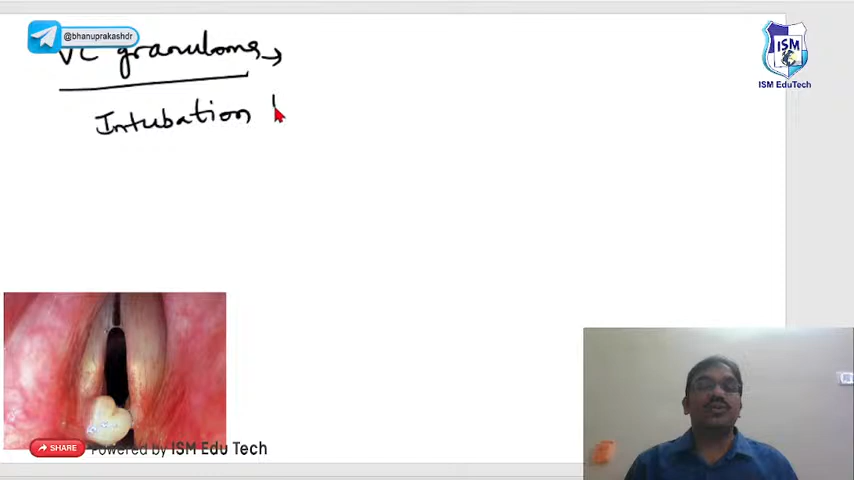 @bhanuprakashdr
VC granuloma →
Intubation
ISM
ISM EduTech
SHARE
Powered by ISM Edu Tech